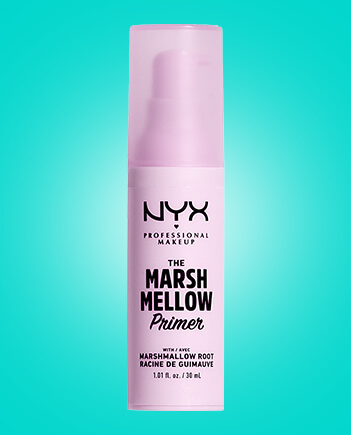 NYX
PROFESSIONAL
MAKEUP
THE
MARSH
MELLOW
Primer
WITH / AVEC
MARSHMALLOW ROOT
RACINE DE GUIMAUVE
1.01 fl. oz. / 30 mL